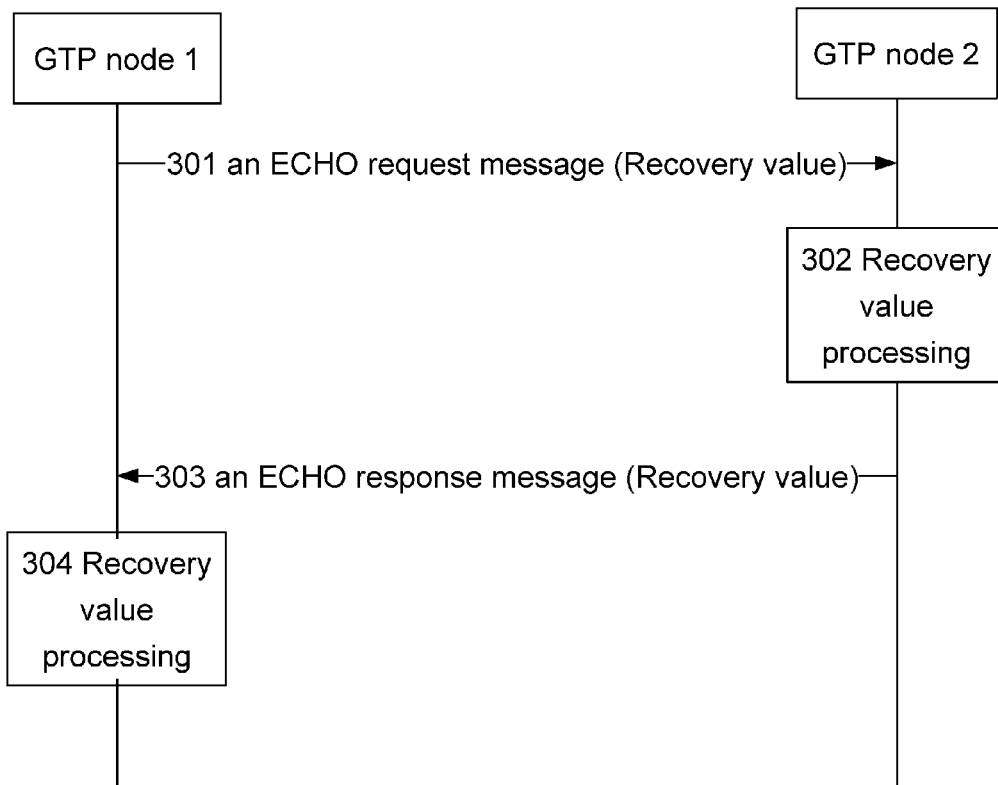 GTP node 1
GTP node 2
301 an ECHO request message (Recovery value)
302 Recovery
value
processing
303 an ECHO response message (Recovery value)
304 Recovery
value
processing